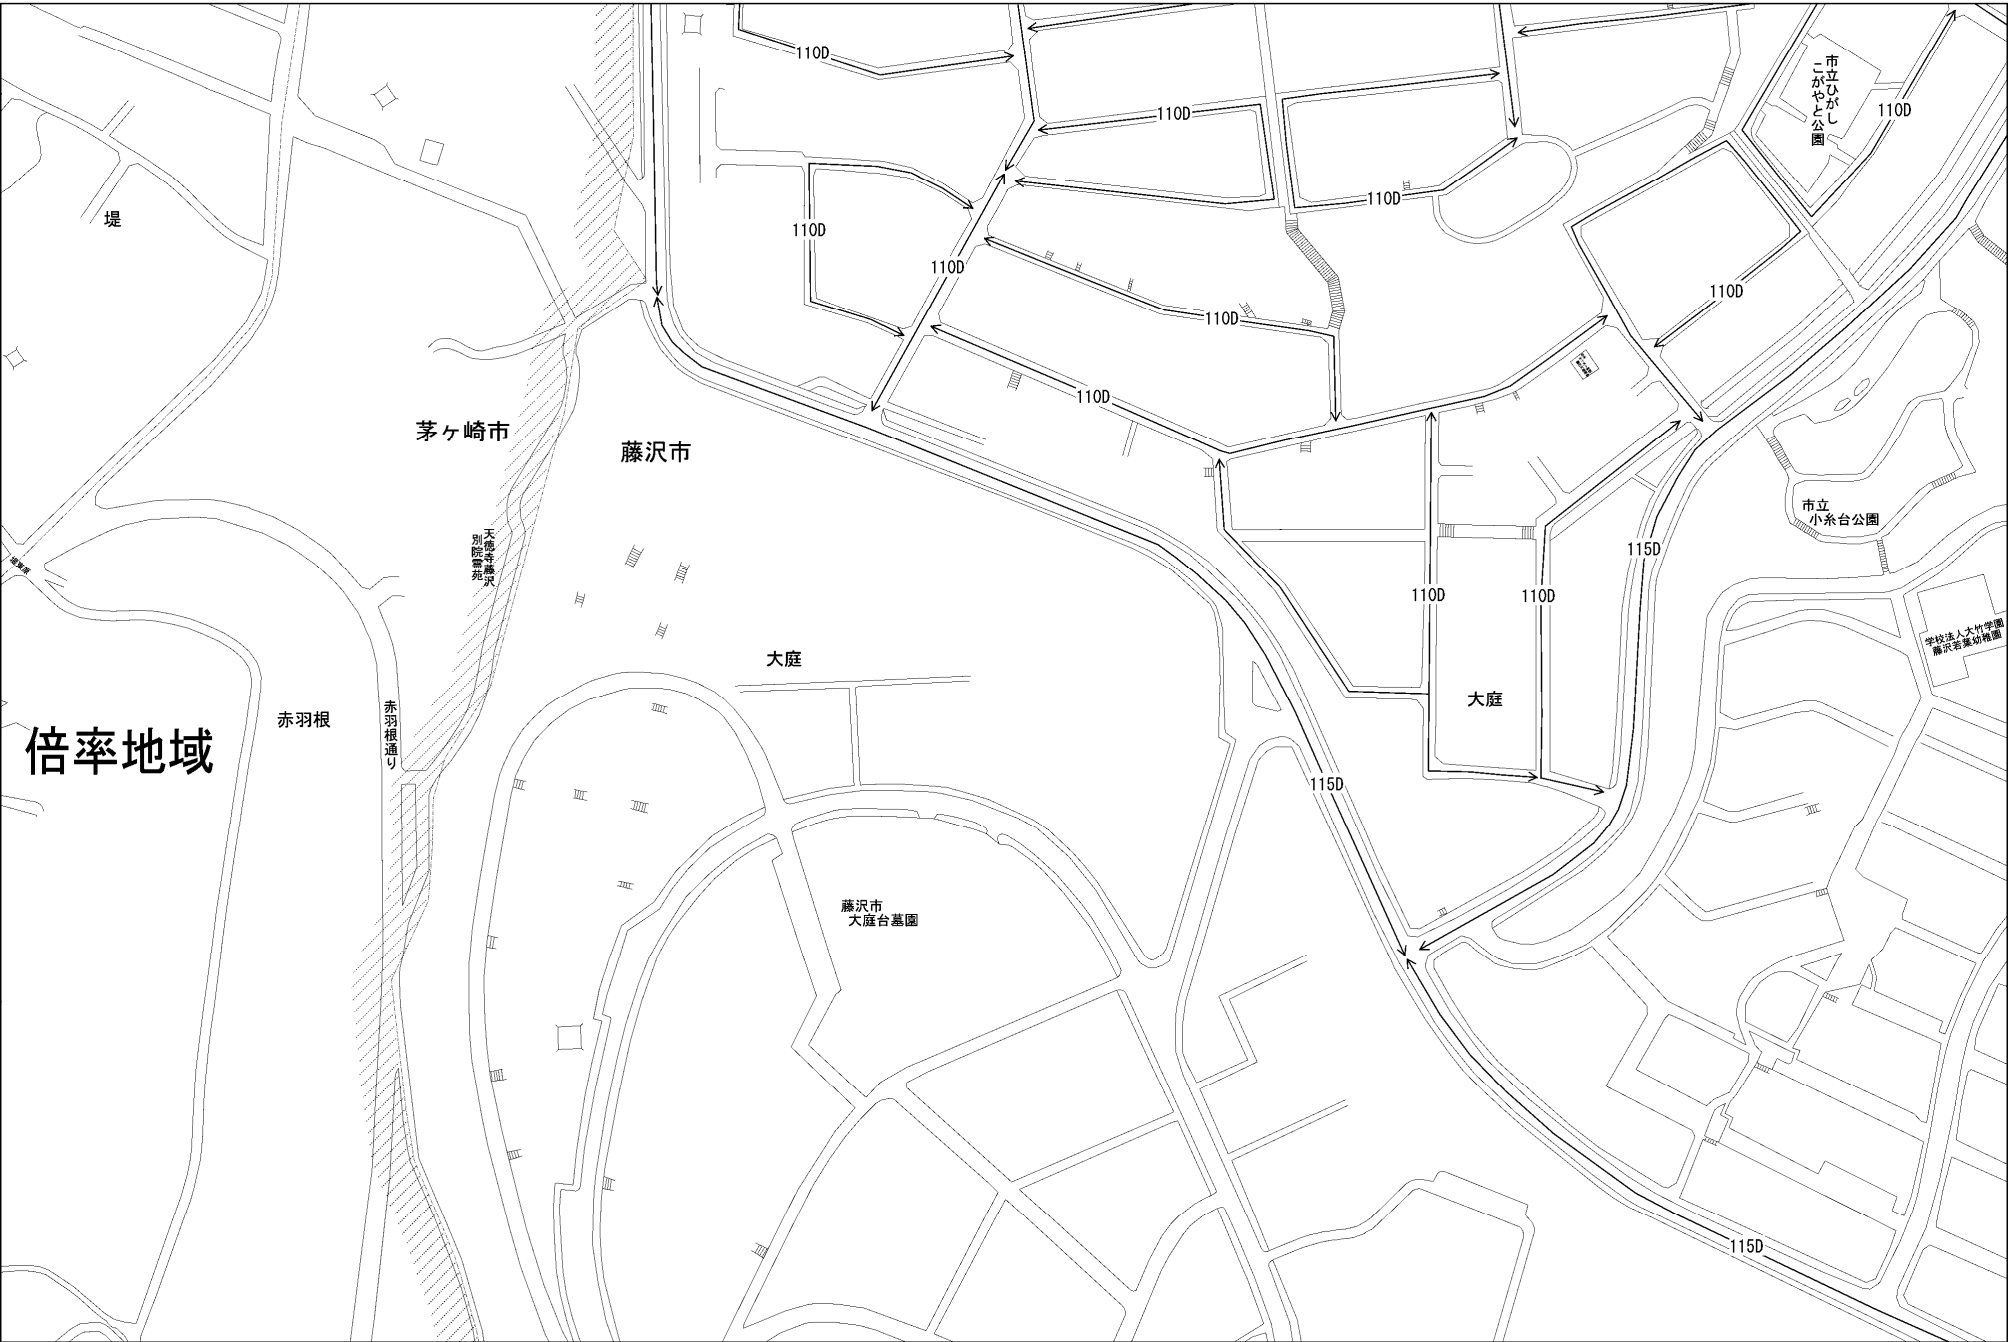 110D
市立ひがし
こがやと公園
110D
110D
110D
堤
110D
110D
110D
110D
110D
茅ヶ崎市
藤沢市
市立
小糸台公園
天徳寺藤沢
別院霊苑
115D
110D
110D
学校法人大竹学園
藤沢若葉幼稚園
大庭
大庭
赤羽根
赤羽根通り
倍率地域
115D
藤沢市
大庭台墓園
115D